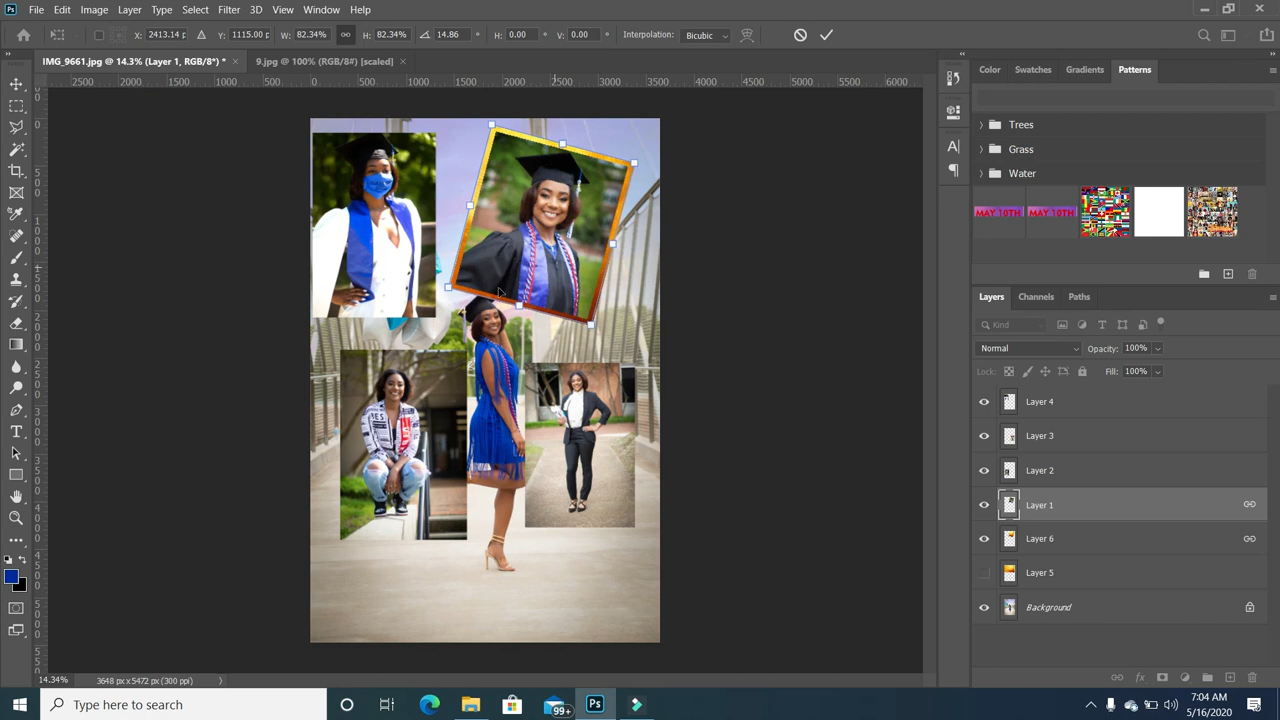 Ps File Edit Image Layer Type Select Filter 3D View Window Help
X: 2413.14 p Y: 1115.00 p W: 82.34% H: 82.34% 14.86 ° H: 0.00 ° V: 0.00 ° Interpolation: Bicubic
IMG_9661.jpg @ 14.3% (Layer 1, RGB/8*) * × 9.jpg @ 100% (RGB/8#) [scaled] ×
2500 2000 1500 1000 500 0 500 1000 1500 2000 2500 3000 3500 4000 4500 5000 5500 6000
Color Swatches Gradients Patterns
Trees
Grass
Water
MAY 10TH MAY 10TH
Layers Channels Paths
Kind
Normal Opacity: 100%
Lock: Fill: 100%
Layer 4
Layer 3
Layer 2
Layer 1
Layer 6
Layer 5
Background
14.34% 3648 px x 5472 px (300 ppi)
Type here to search
99+
Ps
7:04 AM
5/16/2020